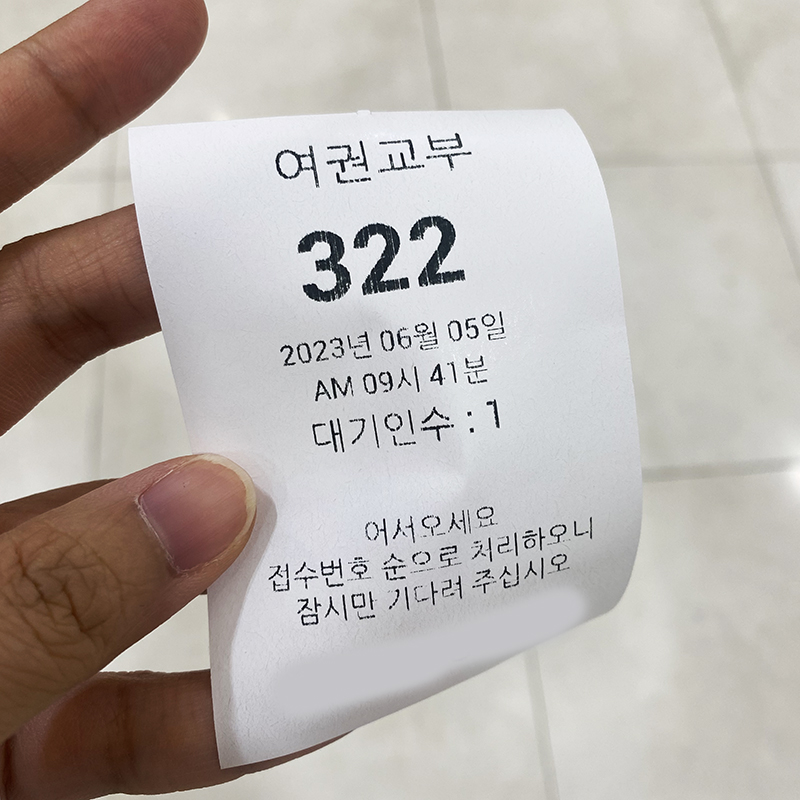 여권교부
322
2023년 06월 05일
AM 09시 41분
대기인수 : 1
어서오세요
접수번호 순으로 처리하오니
잠시만 기다려 주십시오